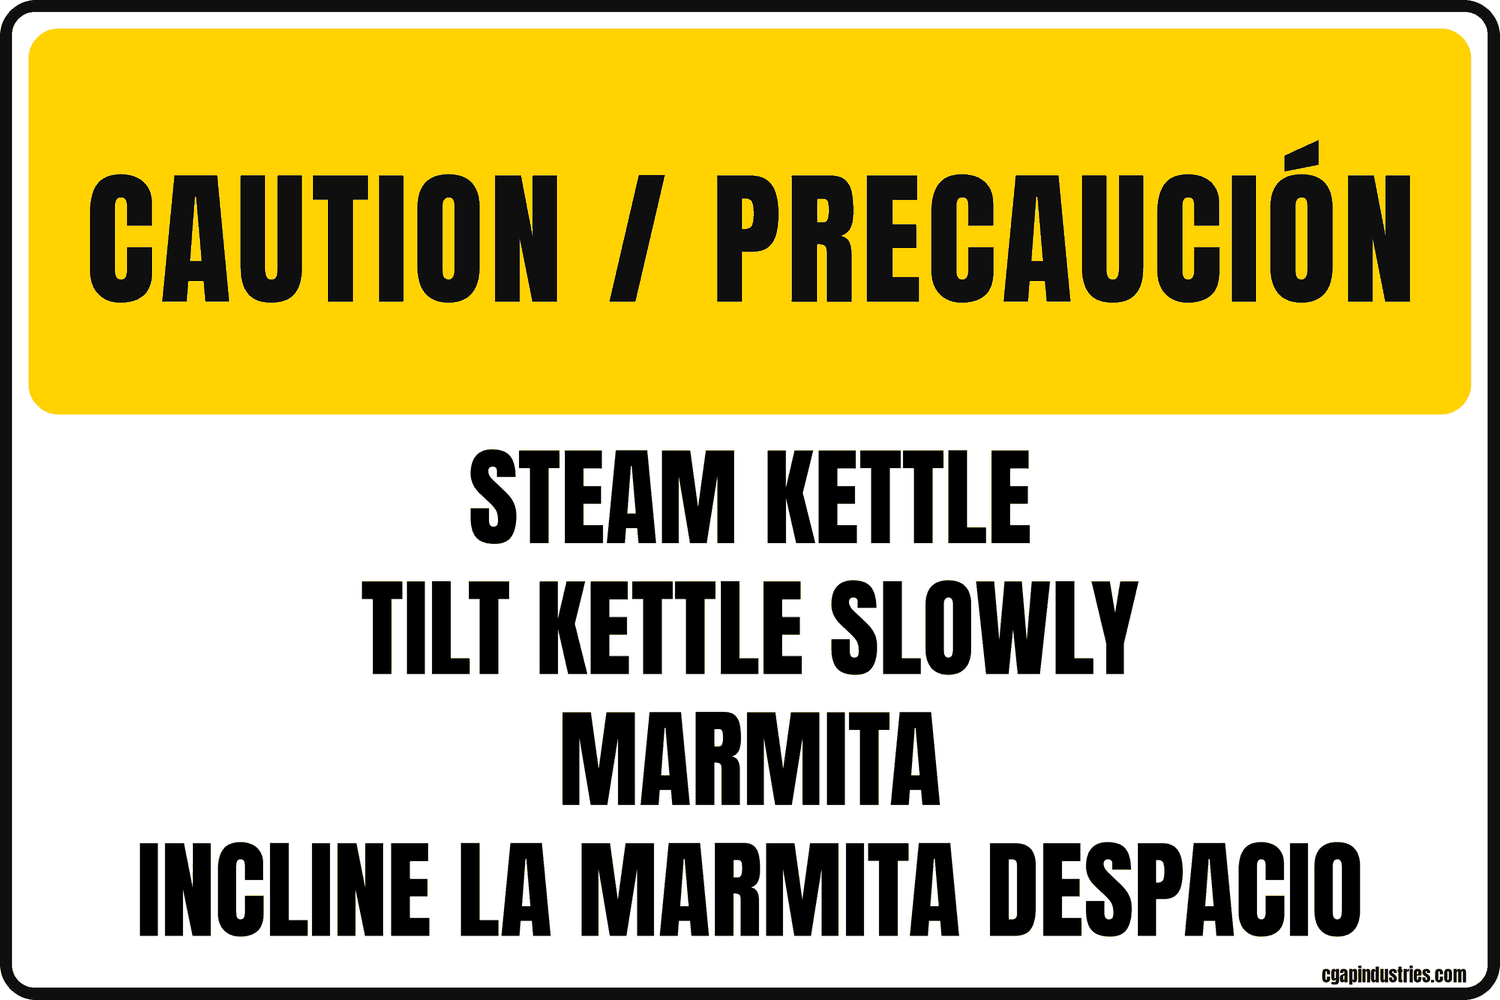 CAUTION / PRECAUCIÓN
STEAM KETTLE
TILT KETTLE SLOWLY
MARMITA
INCLINE LA MARMITA DESPACIO
cgapindustries.com